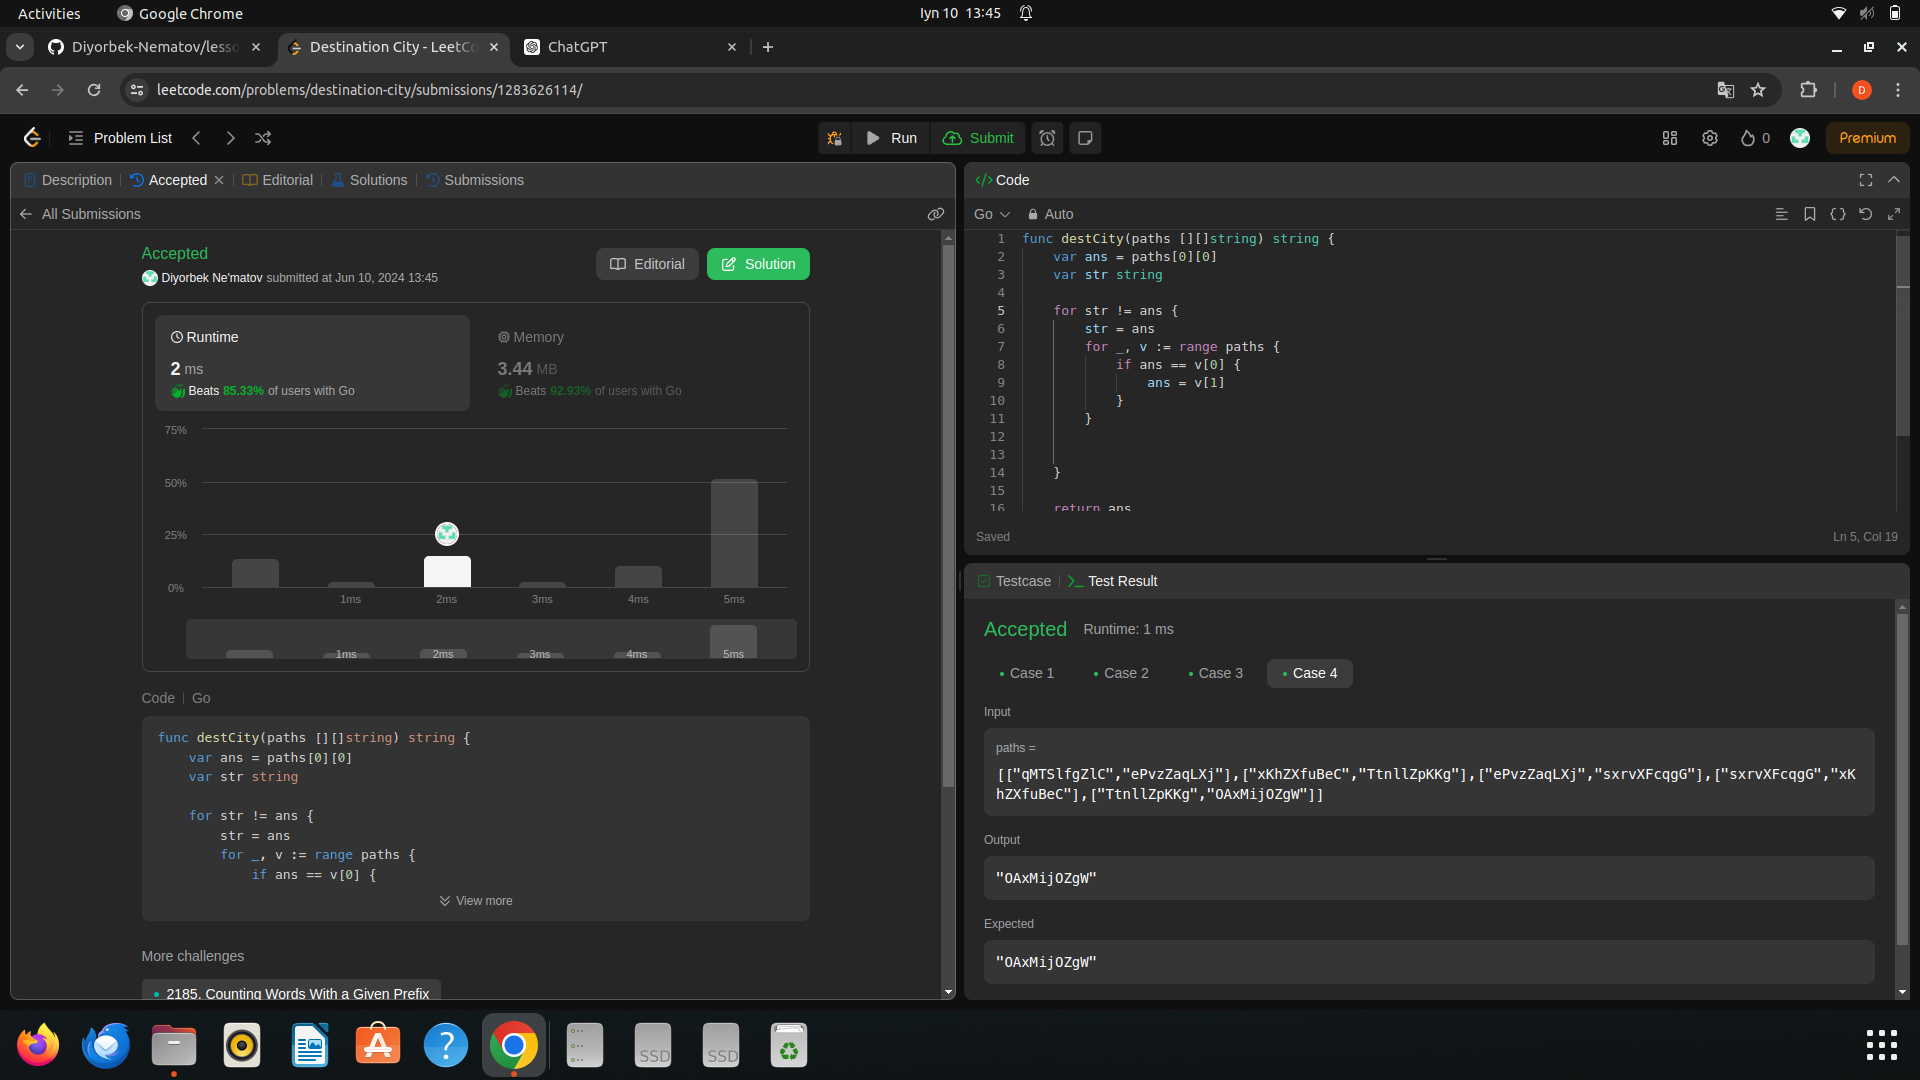 Activities
Google Chrome
Iyn 10 13:45
Diyorbek-Nematov/lesso
Destination City - LeetCo
ChatGPT
leetcode.com/problems/destination-city/submissions/1283626114/
D
Problem List
Run
Submit
0
Premium
Description
Accepted
Editorial
Solutions
Submissions
All Submissions
Accepted
Diyorbek Ne'matov submitted at Jun 10, 2024 13:45
Editorial
Solution
Runtime
2 ms
Beats 85.33% of users with Go
Memory
3.44 MB
Beats 92.93% of users with Go
75%
50%
25%
0%
1ms
2ms
3ms
4ms
5ms
1ms
2ms
3ms
4ms
5ms
Code
Go
func destCity(paths [][]string) string {
    var ans = paths[0][0]
    var str string
    for str != ans {
        str = ans
        for _, v := range paths {
            if ans == v[0] {
View more
More challenges
2185. Counting Words With a Given Prefix
</> Code
Go
Auto
1 func destCity(paths [][]string) string {
2     var ans = paths[0][0]
3     var str string
4
5     for str != ans {
6         str = ans
7         for _, v := range paths {
8             if ans == v[0] {
9                 ans = v[1]
10             }
11         }
12
13
14     }
15
16     return ans
Saved
Ln 5, Col 19
Testcase
Test Result
Accepted
Runtime: 1 ms
Case 1
Case 2
Case 3
Case 4
Input
paths =
[["qMTSlfgZlC","ePvzZaqLXj"],["xKhZXfuBeC","TtnllZpKKg"],["ePvzZaqLXj","sxrvXFcqgG"],["sxrvXFcqgG","xK
hZXfuBeC"],["TtnllZpKKg","OAxMijOZgW"]]
Output
"OAxMijOZgW"
Expected
"OAxMijOZgW"
SSD
SSD